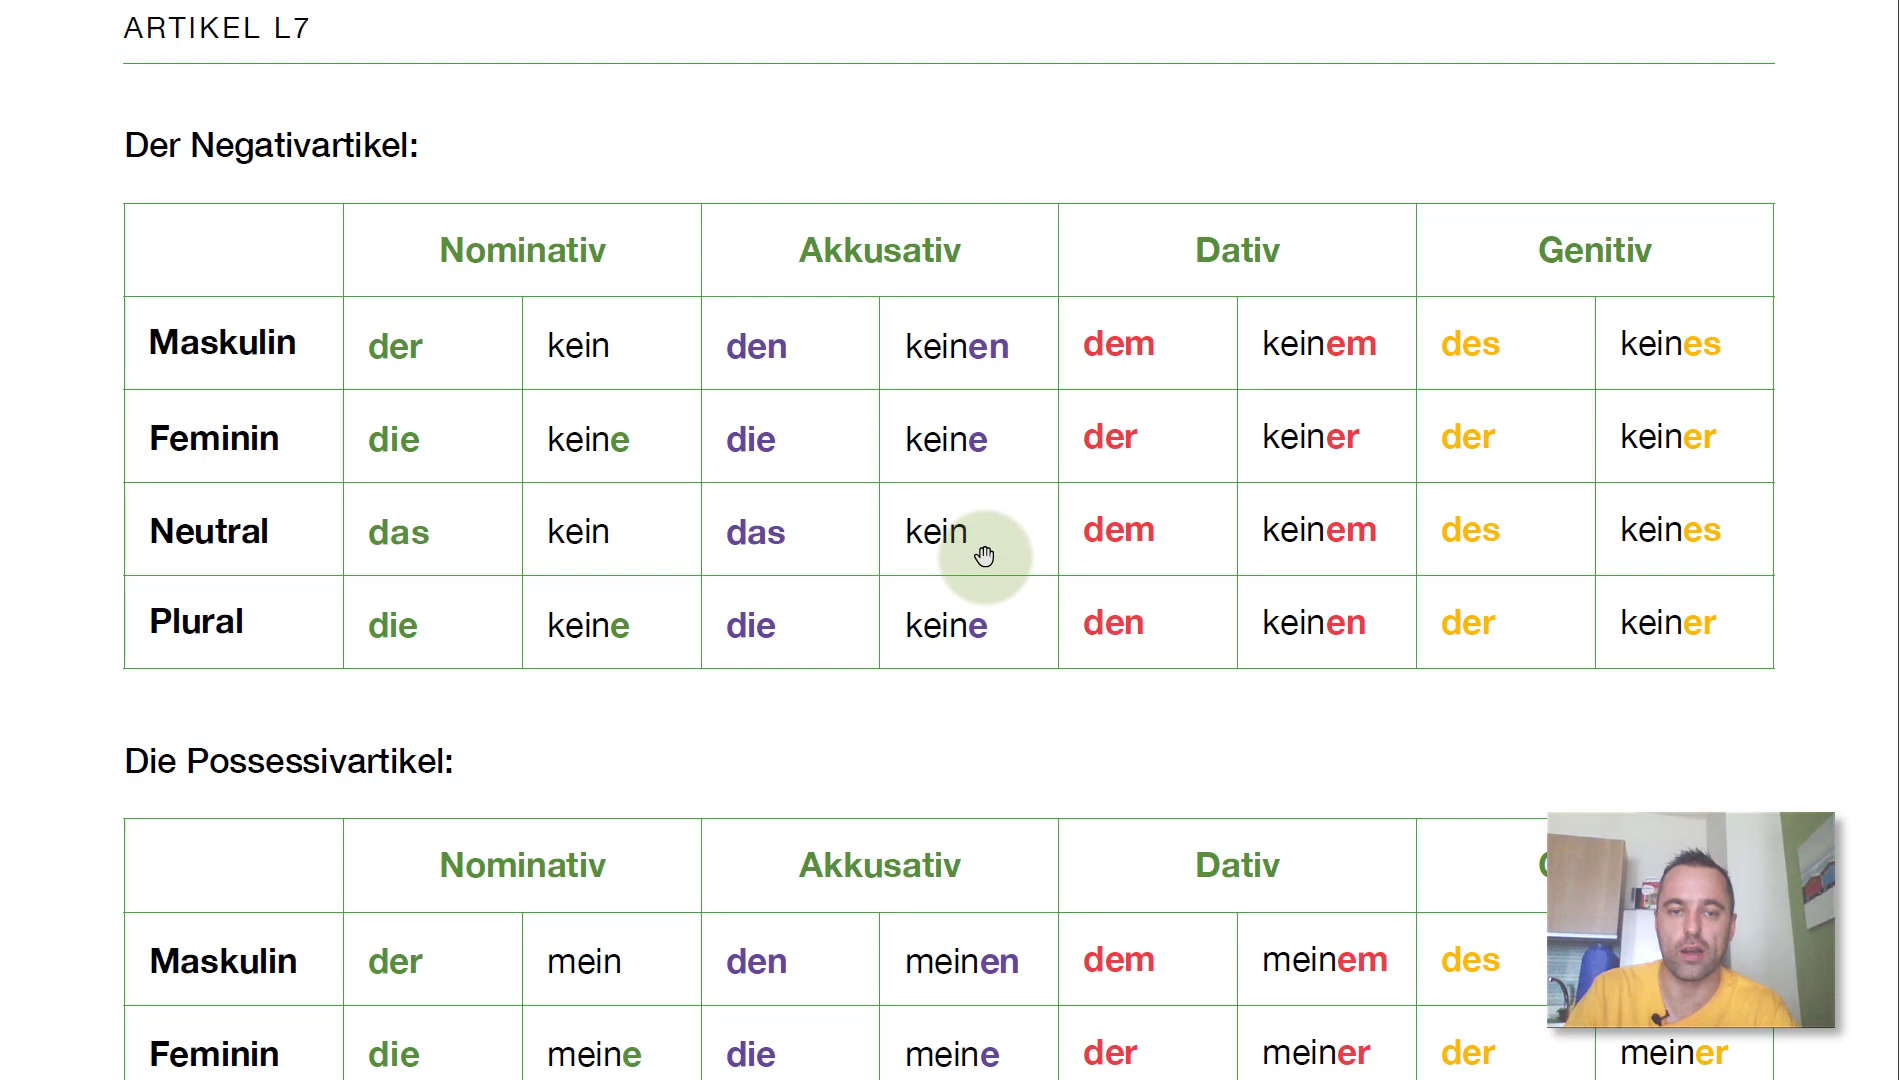 ARTIKEL L7
Der Negativartikel:
Nominativ Akkusativ Dativ Genitiv
Maskulin der kein den keinen dem keinem des keines
Feminin die keine die keine der keiner der keiner
Neutral das kein das kein dem keinem des keines
Plural die keine die keine den keinen der keiner
Die Possessivartikel:
Nominativ Akkusativ Dativ
Maskulin der mein den meinen dem meinem des
Feminin die meine die meine der meiner der meiner